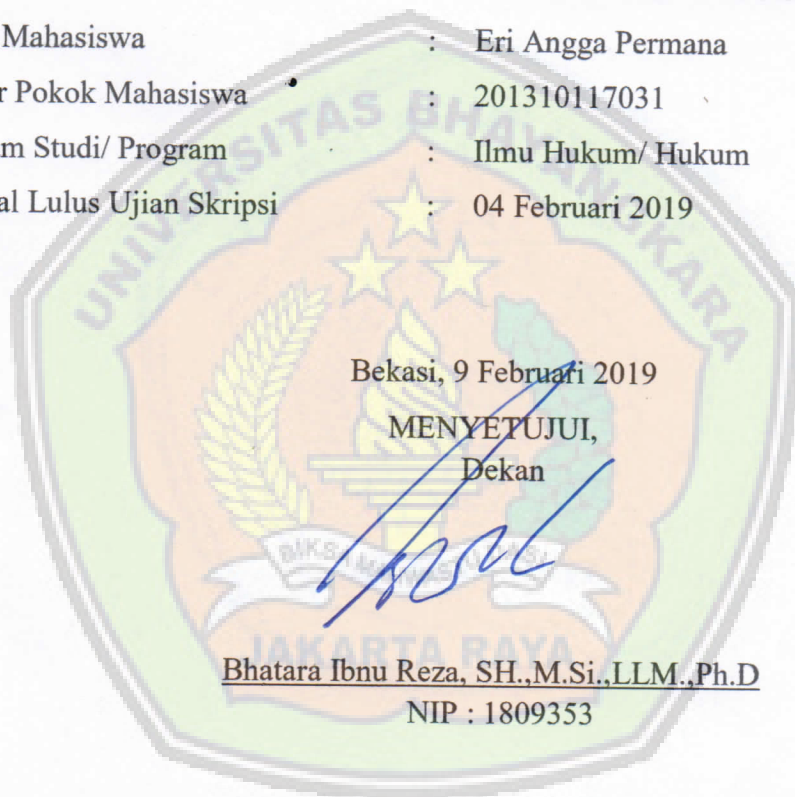 Mahasiswa : Eri Angga Permana
r Pokok Mahasiswa : 201310117031
m Studi/ Program : Ilmu Hukum/ Hukum
al Lulus Ujian Skripsi : 04 Februari 2019
UNIVERSITAS BHAYANGKARA
Bekasi, 9 Februari 2019
MENYETUJUI,
Dekan
JAKARTA RAYA
Bhatara Ibnu Reza, SH.,M.Si.,LLM.,Ph.D
NIP : 1809353